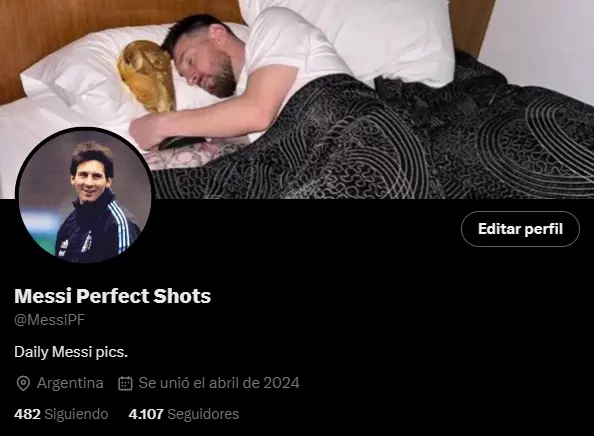 Editar perfil
Messi Perfect Shots
@MessiPF
Daily Messi pics.
Argentina Se unió el abril de 2024
482 Siguiendo 4.107 Seguidores